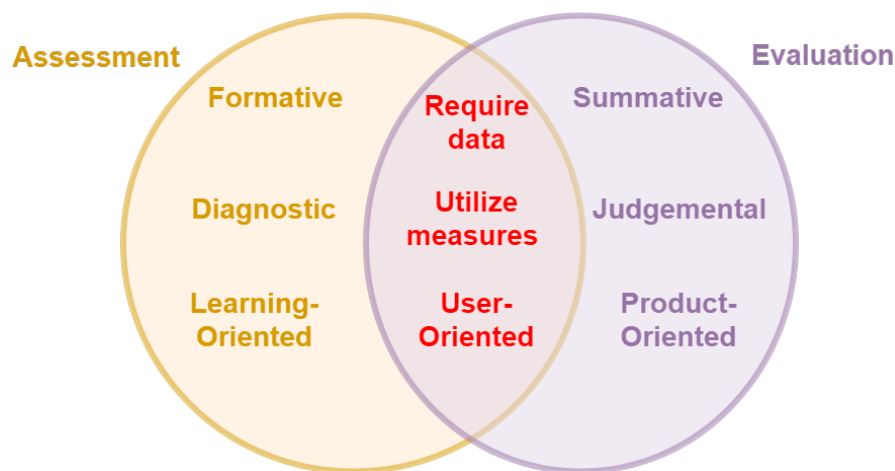 Assessment
Evaluation
Formative
Require
data
Summative
Diagnostic
Utilize
measures
Judgemental
Learning-
Oriented
User-
Oriented
Product-
Oriented